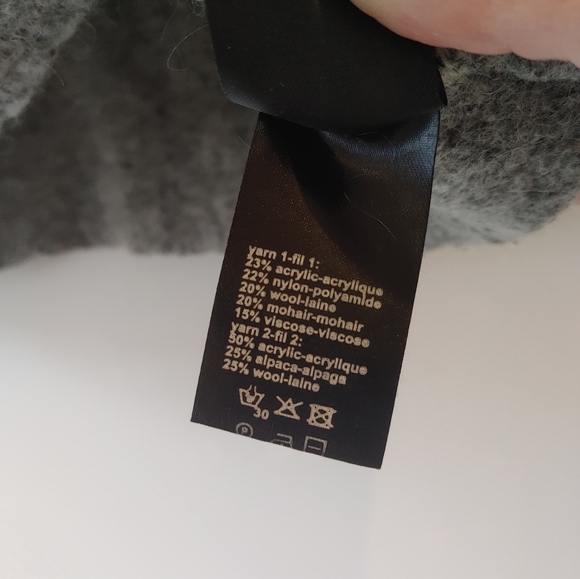 yarn 1-fil 1:
23% acrylic-acrylique
22% nylon-polyamide
20% wool-laine
20% mohair-mohair
15% viscose-viscose
yarn 2-fil 2:
50% acrylic-acrylique
25% alpaca-alpaga
25% wool-laine
30
P